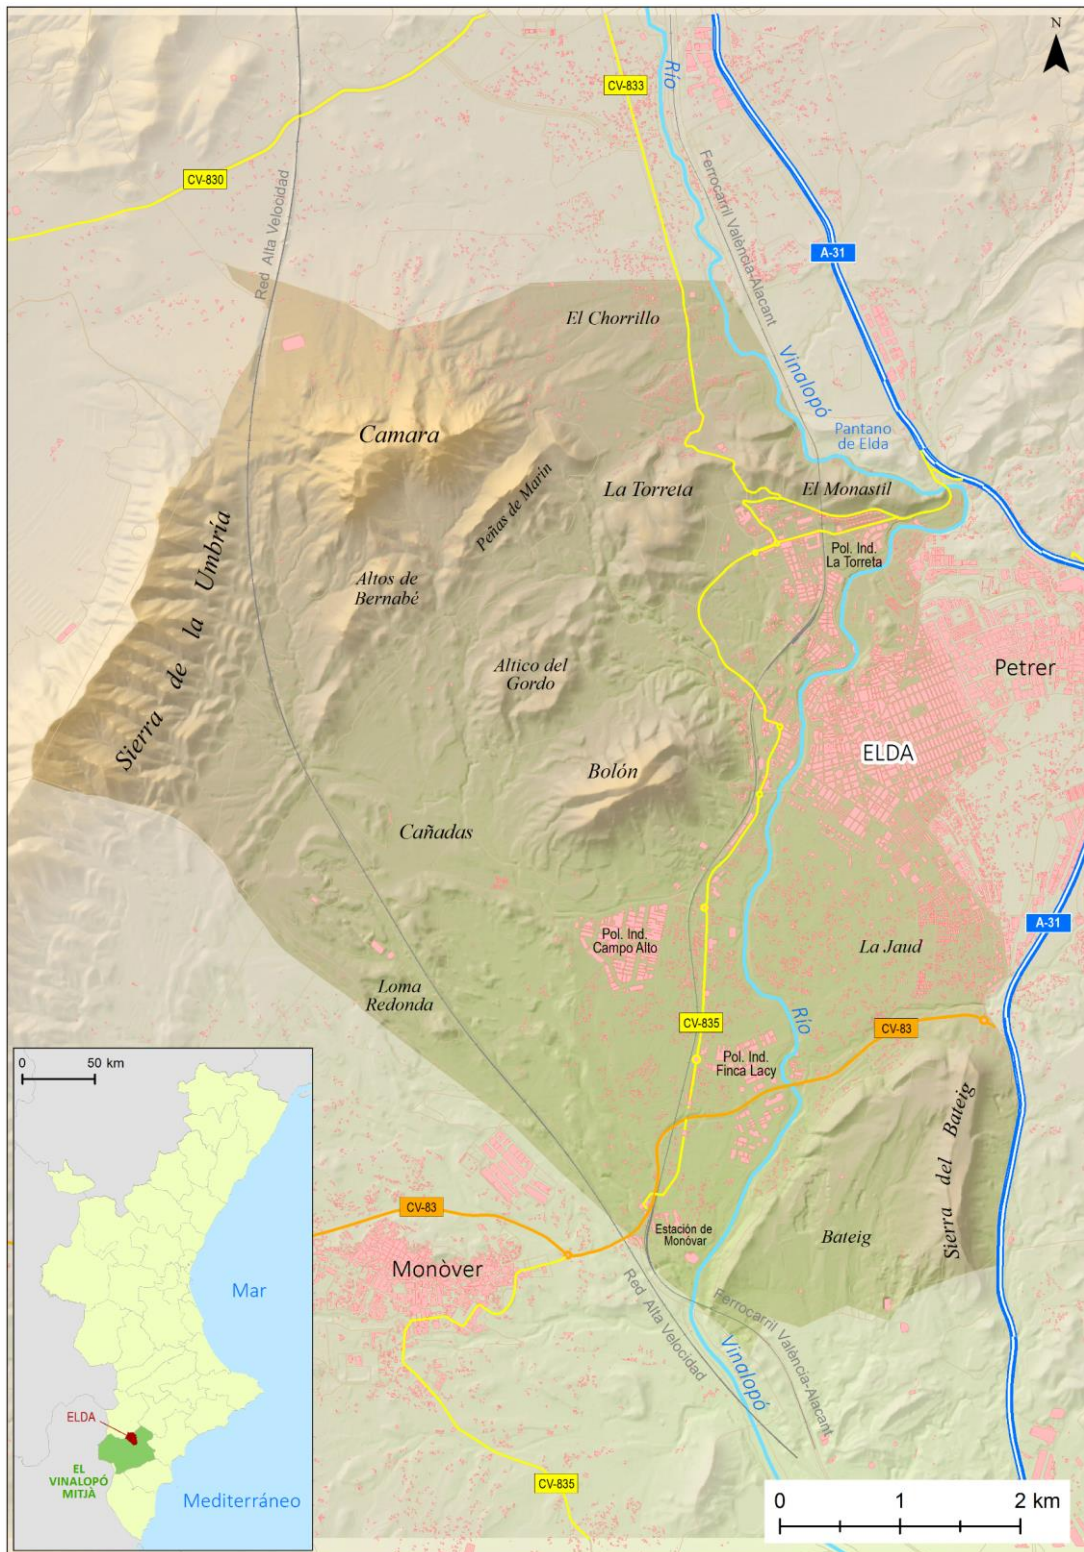 N
Río
CV-833
Ferrocarril València-Alacant
CV-830
Red Alta Velocidad
A-31
El Chorrillo
Vinalopó
Pantano
de Elda
Camara
Peñas de Marín
La Torreta
El Monastil
Pol. Ind.
La Torreta
Sierra de la Umbría
Altos de
Bernabé
Altico del
Gordo
Petrer
ELDA
Bolón
Cañadas
Pol. Ind.
Campo Alto
La Jaud
A-31
Loma
Redonda
CV-835
Río
CV-83
Pol. Ind.
Finca Lacy
Sierra del Bateig
CV-83
Estación de
Monóvar
Bateig
Monòver
Red Alta Velocidad
Ferrocarril València-Alacant
Vinalopó
CV-835
0 50 km
Mar
ELDA
EL
VINALOPÓ
MITJÀ
Mediterráneo
0 1 2 km